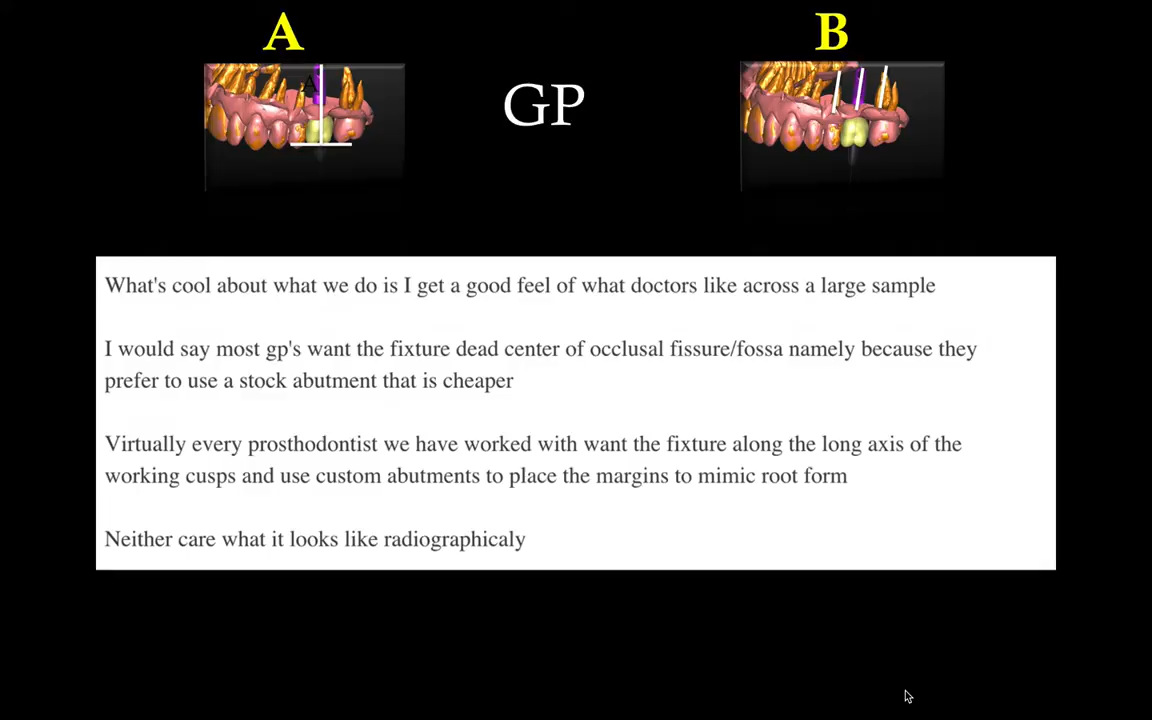 A
B
GP
A
What's cool about what we do is I get a good feel of what doctors like across a large sample
I would say most gp's want the fixture dead center of occlusal fissure/fossa namely because they
prefer to use a stock abutment that is cheaper
Virtually every prosthodontist we have worked with want the fixture along the long axis of the
working cusps and use custom abutments to place the margins to mimic root form
Neither care what it looks like radiographicaly